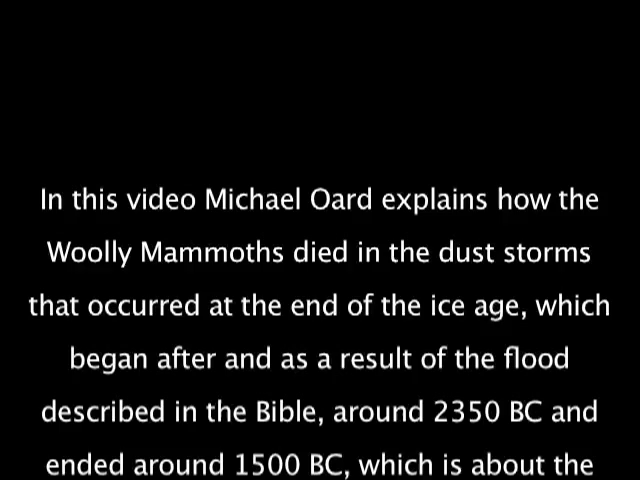 In this video Michael Oard explains how the
Woolly Mammoths died in the dust storms
that occurred at the end of the ice age, which
began after and as a result of the flood
described in the Bible, around 2350 BC and
ended around 1500 BC, which is about the